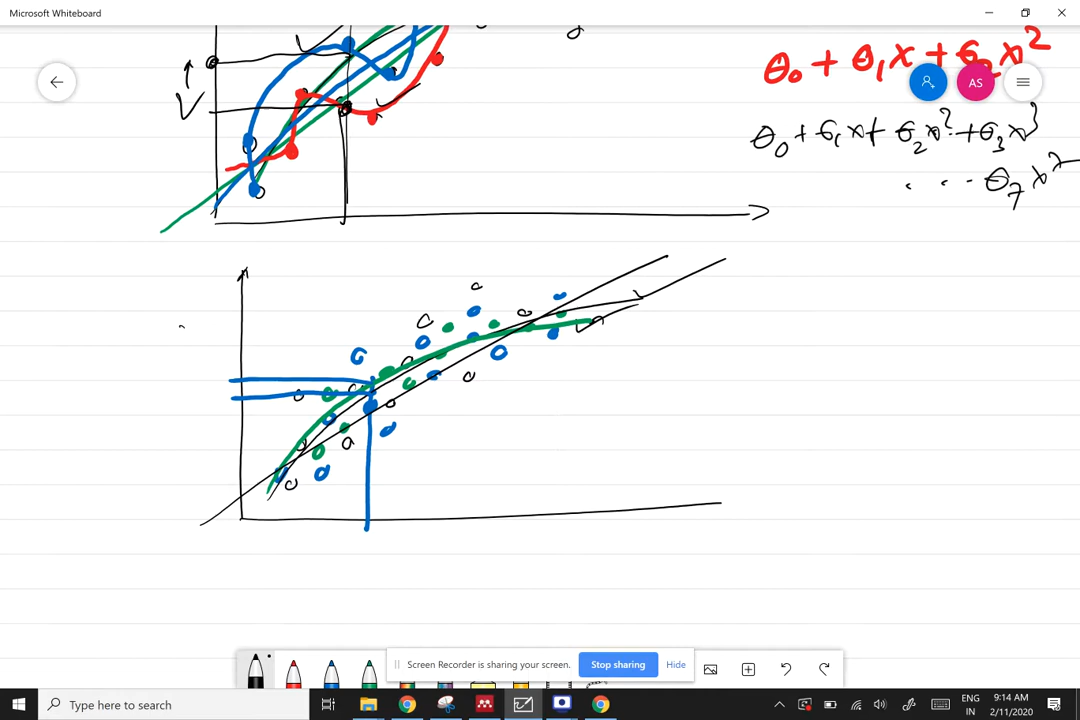 Microsoft Whiteboard
θ₀ + θ₁x + θ₂x²
AS
θ₀ + θ₁x + θ₂x² + θ₃x³
. . . . θ₇x⁷
Screen Recorder is sharing your screen.
Stop sharing
Hide
Type here to search
ENG
IN
9:14 AM
2/11/2020